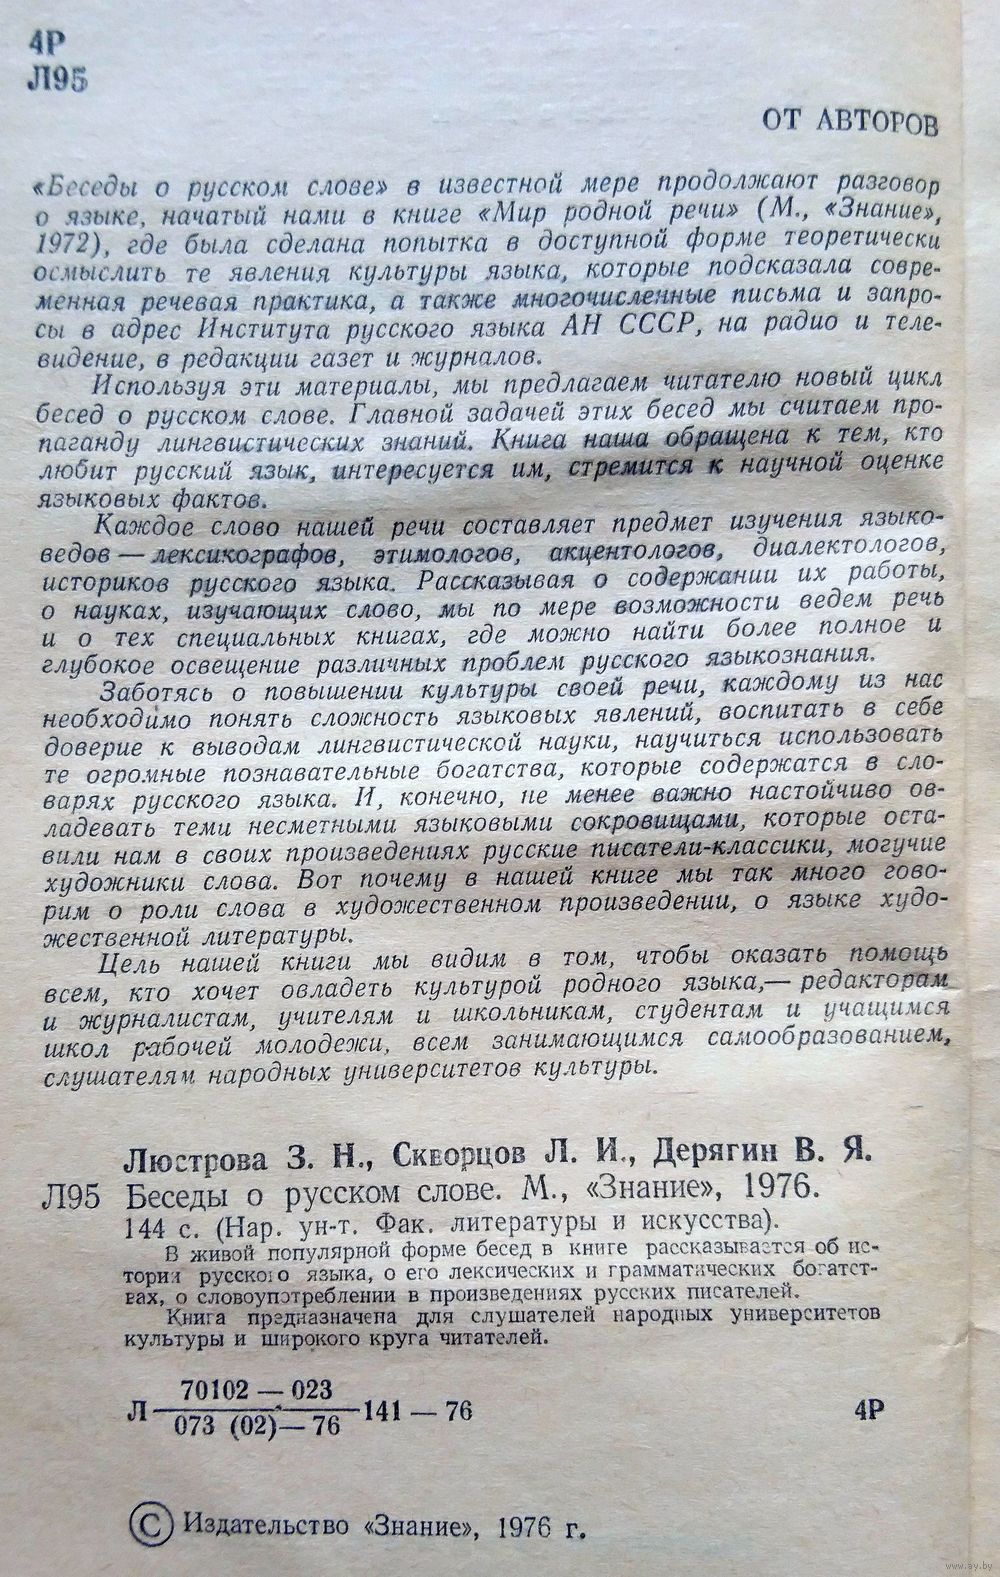 4Р
Л95
ОТ АВТОРОВ
«Беседы о русском слове» в известной мере продолжают разговор
о языке, начатый нами в книге «Мир родной речи» (М., «Знание»,
1972), где была сделана попытка в доступной форме теоретически
осмыслить те явления культуры языка, которые подсказала совре-
менная речевая практика, а также многочисленные письма и запро-
сы в адрес Института русского языка АН СССР, на радио и теле-
видение, в редакции газет и журналов.
Используя эти материалы, мы предлагаем читателю новый цикл
бесед о русском слове. Главной задачей этих бесед мы считаем про-
паганду лингвистических знаний. Книга наша обращена к тем, кто
любит русский язык, интересуется им, стремится к научной оценке
языковых фактов.
Каждое слово нашей речи составляет предмет изучения языко-
ведов — лексикографов, этимологов, акцентологов, диалектологов,
историков русского языка. Рассказывая о содержании их работы,
о науках, изучающих слово, мы по мере возможности ведем речь
и о тех специальных книгах, где можно найти более полное и
глубокое освещение различных проблем русского языкознания.
Заботясь о повышении культуры своей речи, каждому из нас
необходимо понять сложность языковых явлений, воспитать в себе
доверие к выводам лингвистической науки, научиться использовать
те огромные познавательные богатства, которые содержатся в сло-
варях русского языка. И, конечно, не менее важно настойчиво ов-
ладевать теми несметными языковыми сокровищами, которые оста-
вили нам в своих произведениях русские писатели-классики, могучие
художники слова. Вот почему в нашей книге мы так много гово-
рим о роли слова в художественном произведении, о языке худо-
жественной литературы.
Цель нашей книги мы видим в том, чтобы оказать помощь
всем, кто хочет овладеть культурой родного языка,— редакторам
и журналистам, учителям и школьникам, студентам и учащимся
школ рабочей молодежи, всем занимающимся самообразованием,
слушателям народных университетов культуры.
Люстрова З. Н., Скворцов Л. И., Дерягин В. Я.
Л95 Беседы о русском слове. М., «Знание», 1976.
144 с. (Нар. ун-т. Фак. литературы и искусства).
В живой популярной форме бесед в книге рассказывается об ис-
тории русского языка, о его лексических и грамматических богатст-
вах, о словоупотреблении в произведениях русских писателей.
Книга предназначена для слушателей народных университетов
культуры и широкого круга читателей.
70102 — 023
Л 141 — 76 4Р
073 (02) — 76
© Издательство «Знание», 1976 г.
www.ay.by